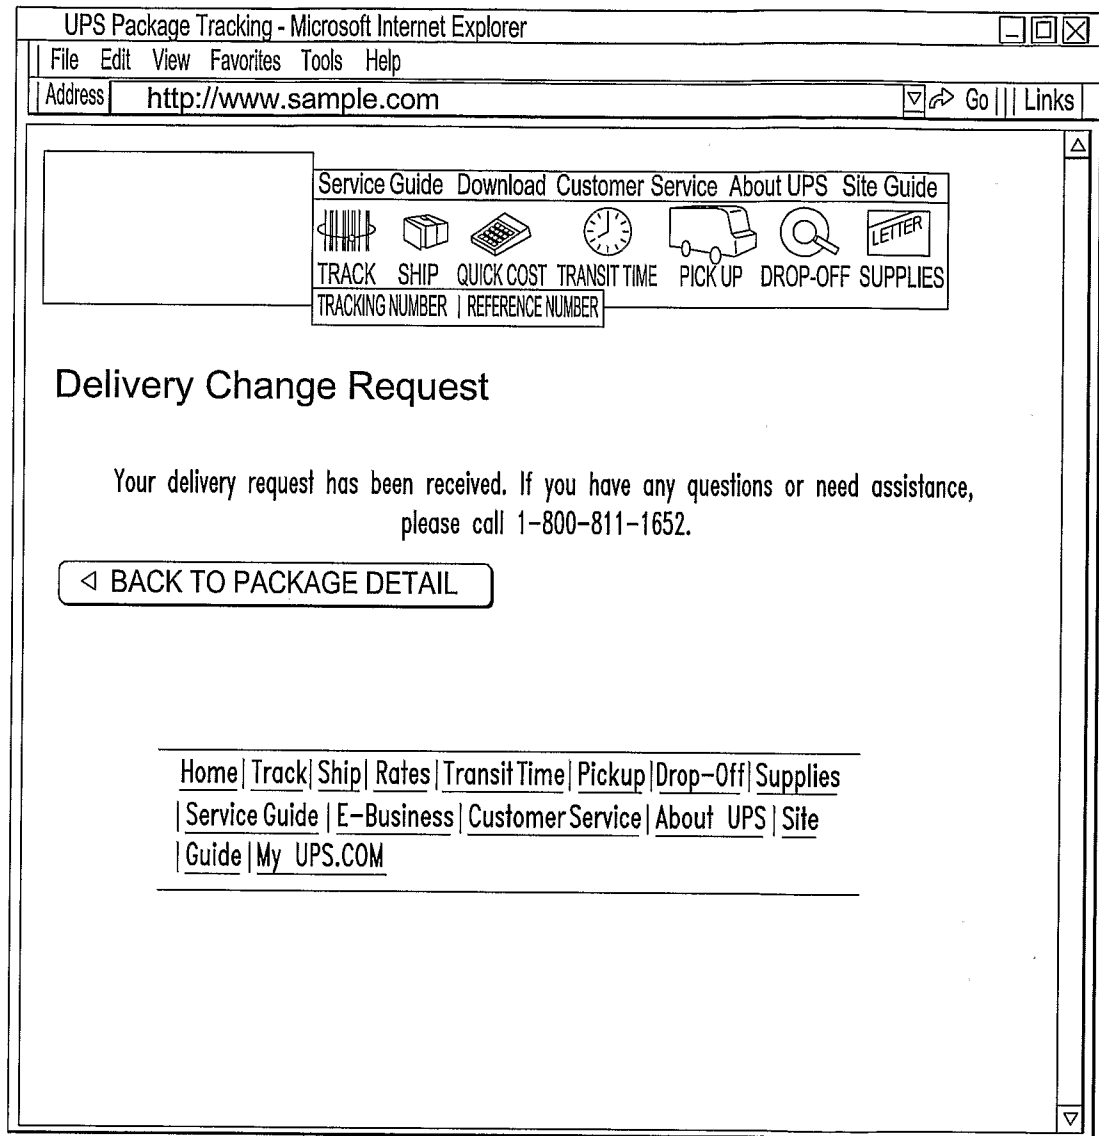 UPS Package Tracking - Microsoft Internet Explorer
File Edit View Favorites Tools Help
Address http://www.sample.com Go ||| Links
Service Guide Download Customer Service About UPS Site Guide
LETTER
TRACK SHIP QUICK COST TRANSIT TIME PICK UP DROP-OFF SUPPLIES
TRACKING NUMBER | REFERENCE NUMBER
Delivery Change Request
Your delivery request has been received. If you have any questions or need assistance,
please call 1-800-811-1652.
◁ BACK TO PACKAGE DETAIL
Home| Track| Ship| Rates| Transit Time| Pickup |Drop-Off| Supplies
| Service Guide | E-Business | Customer Service| About UPS | Site
| Guide | My UPS.COM